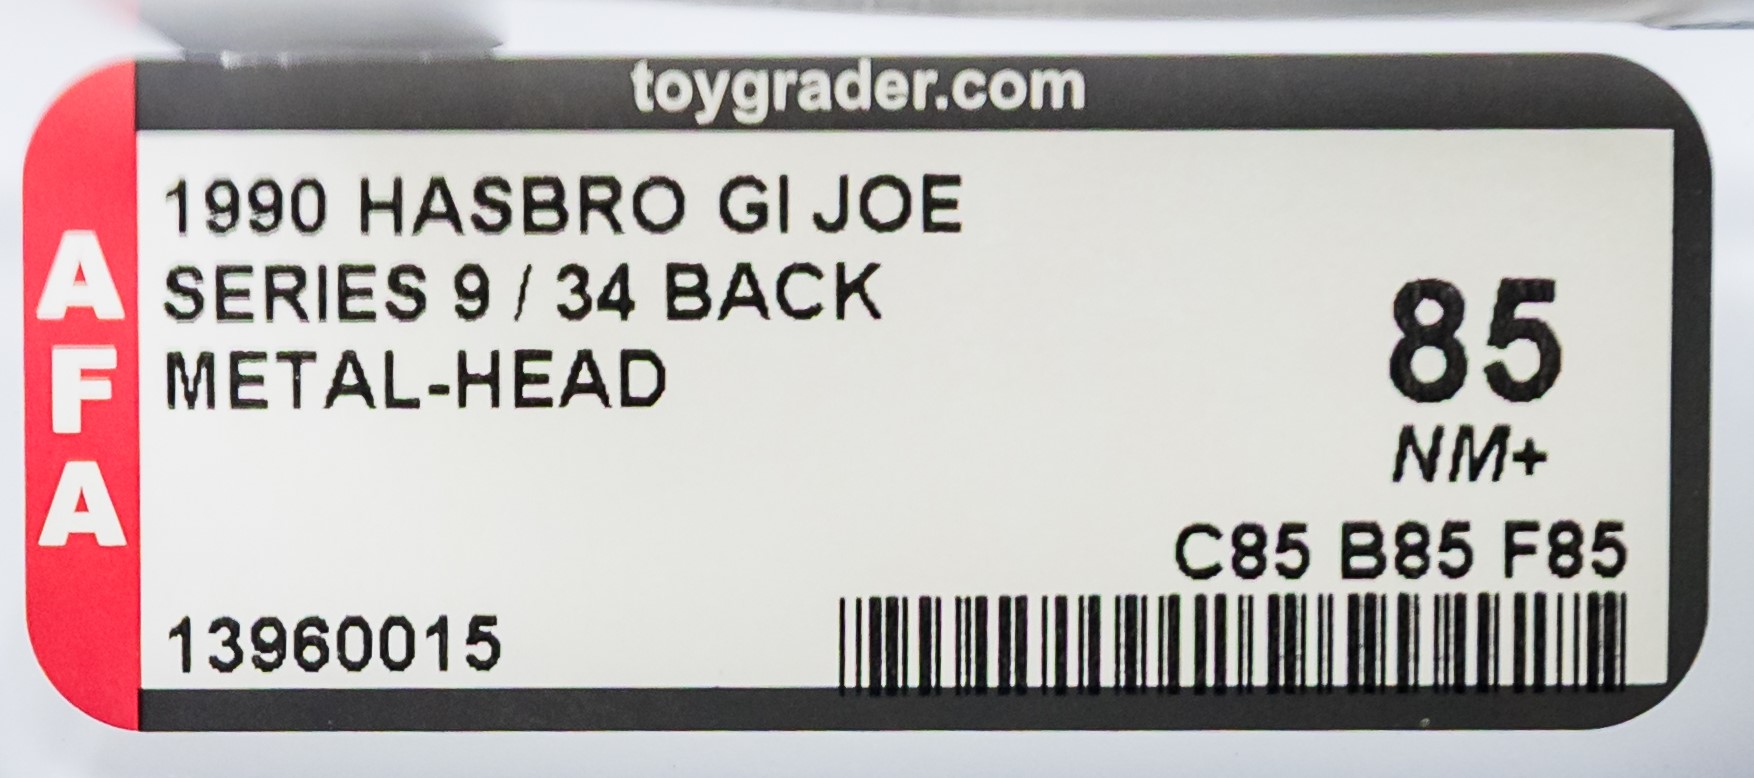 toygrader.com
AFA
1990 HASBRO GI JOE
SERIES 9 / 34 BACK
METAL-HEAD
85
NM+
C85 B85 F85
13960015